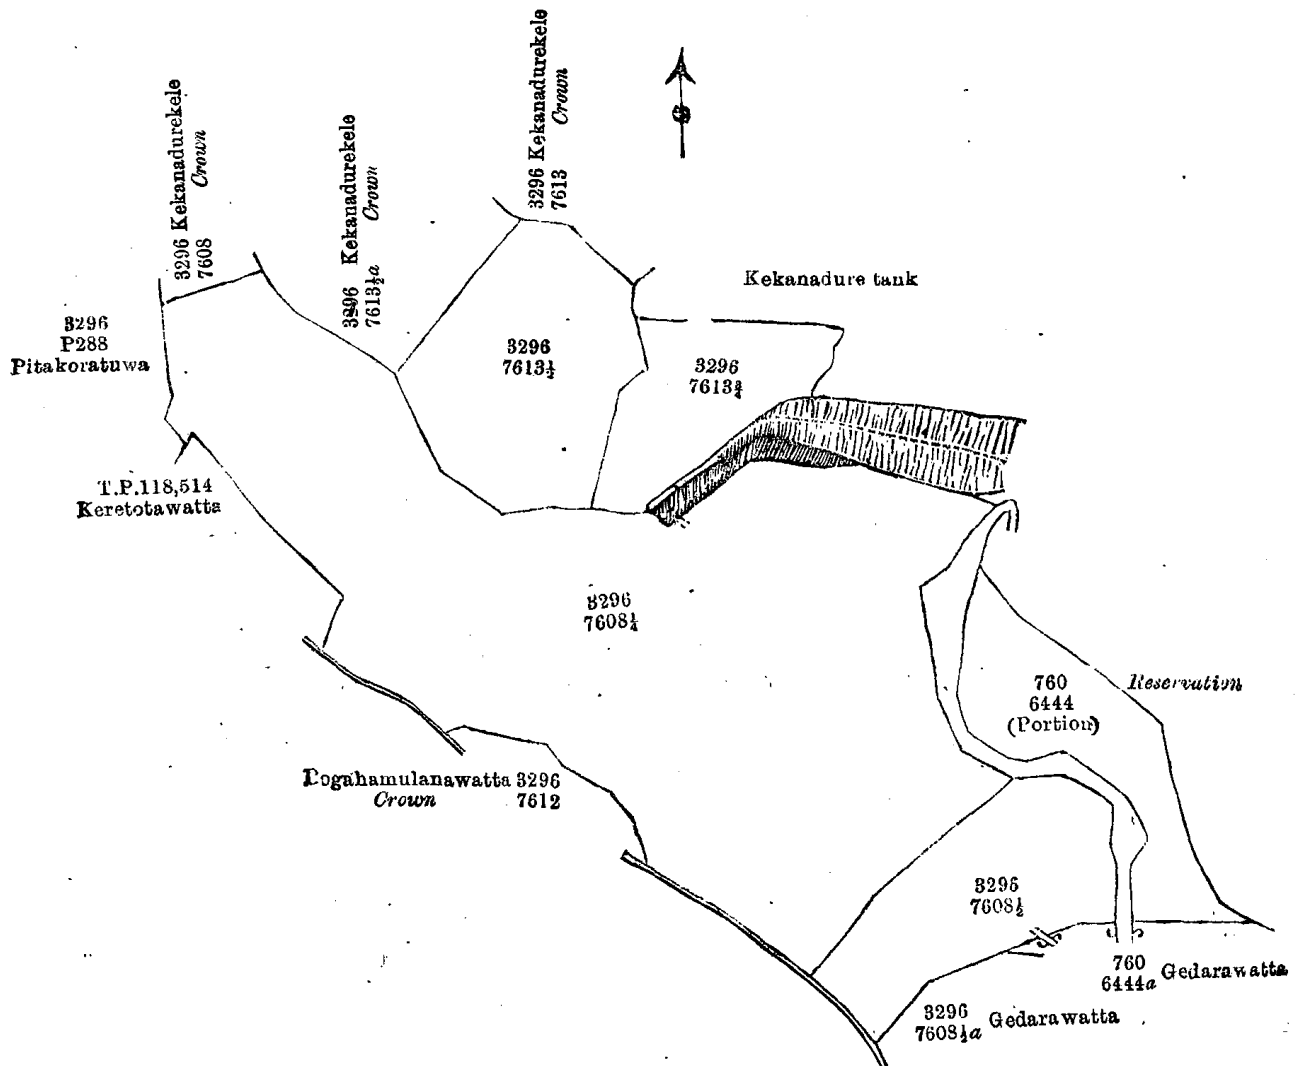 3296 Kekanadurekele
7608 Crown
3296 Kekanadurekele
7613½a Crown
3296 Kekanadurekele
7613 Crown
Kekanadure tank
3296
P288
Pitakoratuwa
3296
7613½
3296
7613¾
T.P.118,514
Keretotawatta
3296
7608¼
760
6444
(Portion)
Reservation
Dogahamulanawatta 3296
Crown 7612
3296
7608½
760
6444a Gedarawatta
3296
7608½a Gedarawatta